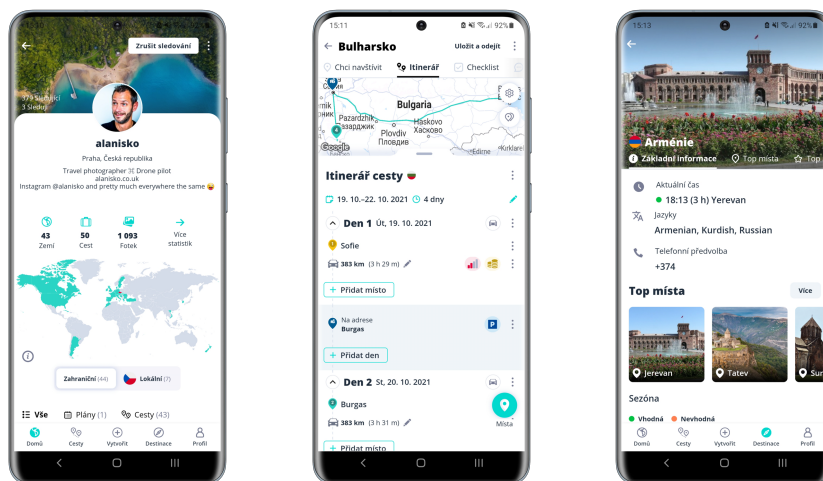 Zrušit sledování
379 Sledující
3 Sleduji
alanisko
Praha, Česká republika
Travel photographer ⌘ Drone pilot
alanisko.co.uk
Instagram @alanisko and pretty much everywhere the same 😛
43
Zemí
50
Cest
1 093
Fotek
Více
statistik
Zahraniční (44)
Lokální (7)
Vše
Plány (1)
Cesty (43)
Domů
Cesty
Vytvořit
Destinace
Profil
15:11
92%
Bulharsko
Uložit a odejít
Chci navštívit
Itinerář
Checklist
София
Bulgaria
Pazardzhik
Пазарджик
Plovdiv
Пловдив
Haskovo
Хасково
Edirne
Kırklare
Google
Itinerář cesty
19. 10.–22. 10. 2021
4 dny
Den 1 Út, 19. 10. 2021
Sofie
383 km (3 h 29 m)
+ Přidat místo
Na adrese
Burgas
P
+ Přidat den
Den 2 St, 20. 10. 2021
Burgas
383 km (3 h 31 m)
Místa
+ Přidat místo
15:13
92%
Arménie
Základní informace
Top místa
Top
Aktuální čas
18:13 (3 h) Yerevan
Jazyky
Armenian, Kurdish, Russian
Telefonní předvolba
+374
Top místa
Více
Jerevan
Tatev
Sezóna
Vhodná
Nevhodná
Domů
Cesty
Vytvořit
Destinace
Profil